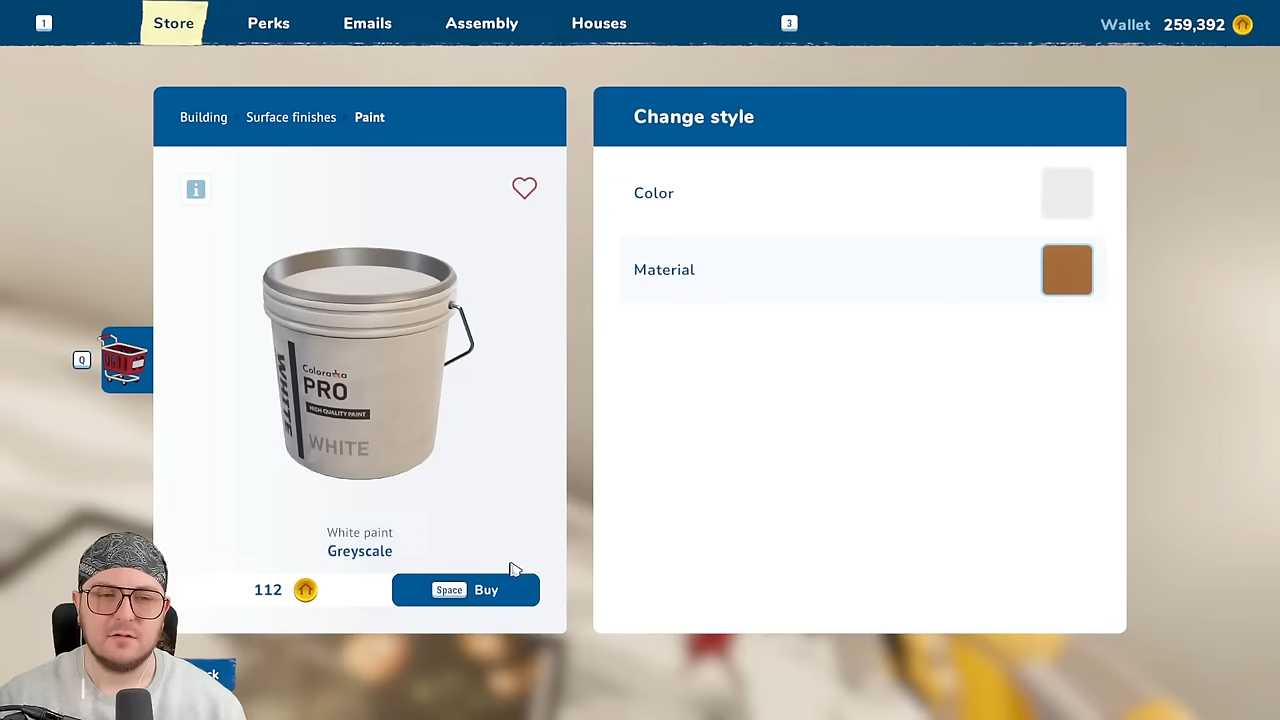 1 Store Perks Emails Assembly Houses 3 Wallet 259,392
Building Surface finishes Paint
Change style
i
Color
Material
Q
WHITE
Colorama
PRO
HIGH QUALITY PAINT
WHITE
White paint
Greyscale
112 Space Buy